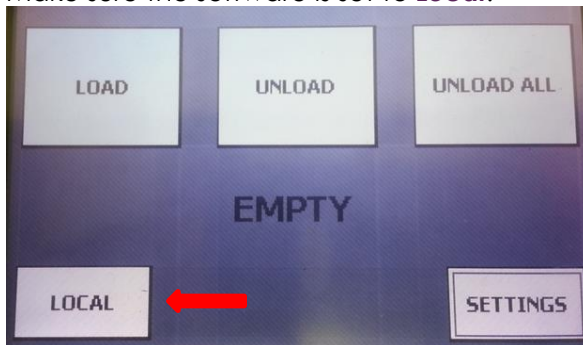 Make sure the software is set to Local.
LOAD UNLOAD UNLOAD ALL
EMPTY
LOCAL SETTINGS